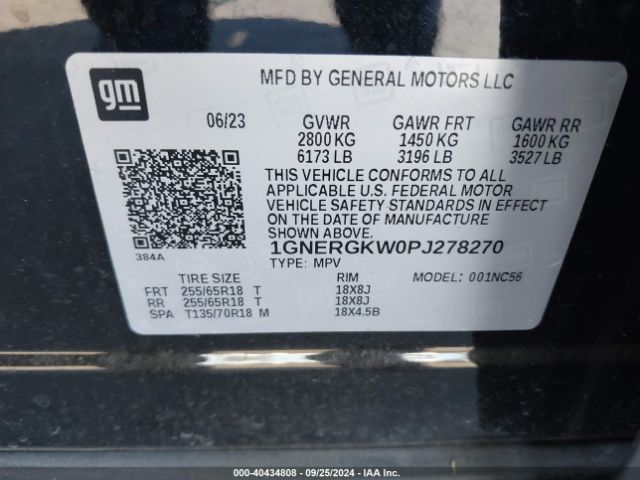 gm
MFD BY GENERAL MOTORS LLC
06/23 GVWR GAWR FRT GAWR RR
2800 KG 1450 KG 1600 KG
6173 LB 3196 LB 3527 LB
THIS VEHICLE CONFORMS TO ALL
APPLICABLE U.S. FEDERAL MOTOR
VEHICLE SAFETY STANDARDS IN EFFECT
ON THE DATE OF MANUFACTURE
SHOWN ABOVE.
384A
1GNERGKW0PJ278270
TYPE: MPV MODEL: 001NC56
TIRE SIZE RIM
FRT 255/65R18 T 18X8J
RR 255/65R18 T 18X8J
SPA T135/70R18 M 18X4.5B
000-40434808 - 09/25/2024 - IAA Inc.